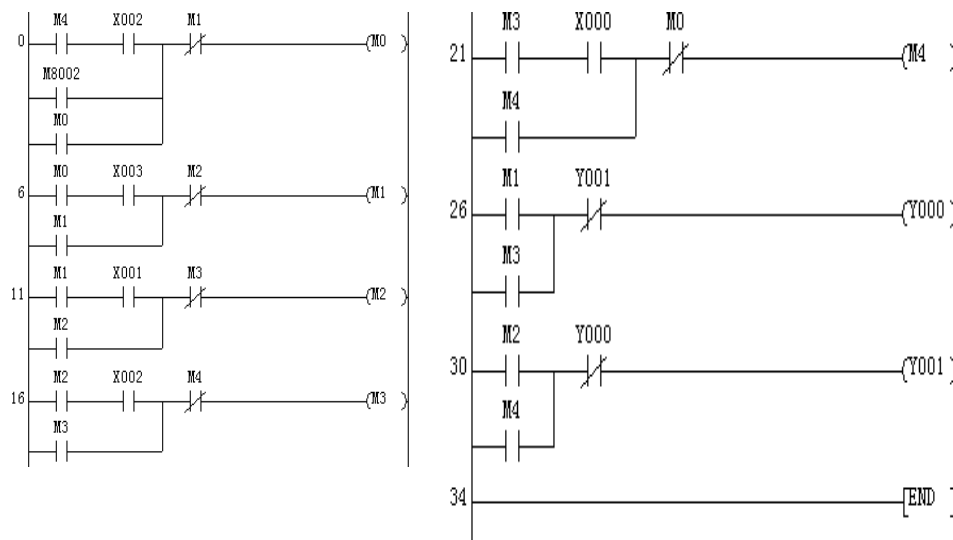 M4 X002 M1
0 (M0 )
M8002
M0
M0 X003 M2
6 (M1 )
M1
M1 X001 M3
11 (M2 )
M2
M2 X002 M4
16 (M3 )
M3
M3 X000 M0
21 (M4 )
M4
M1 Y001
26 (Y000 )
M3
M2 Y000
30 (Y001 )
M4
34 [END ]